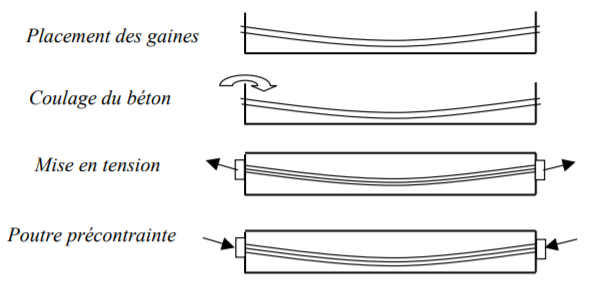 Placement des gaines
Coulage du béton
Mise en tension
Poutre précontrainte